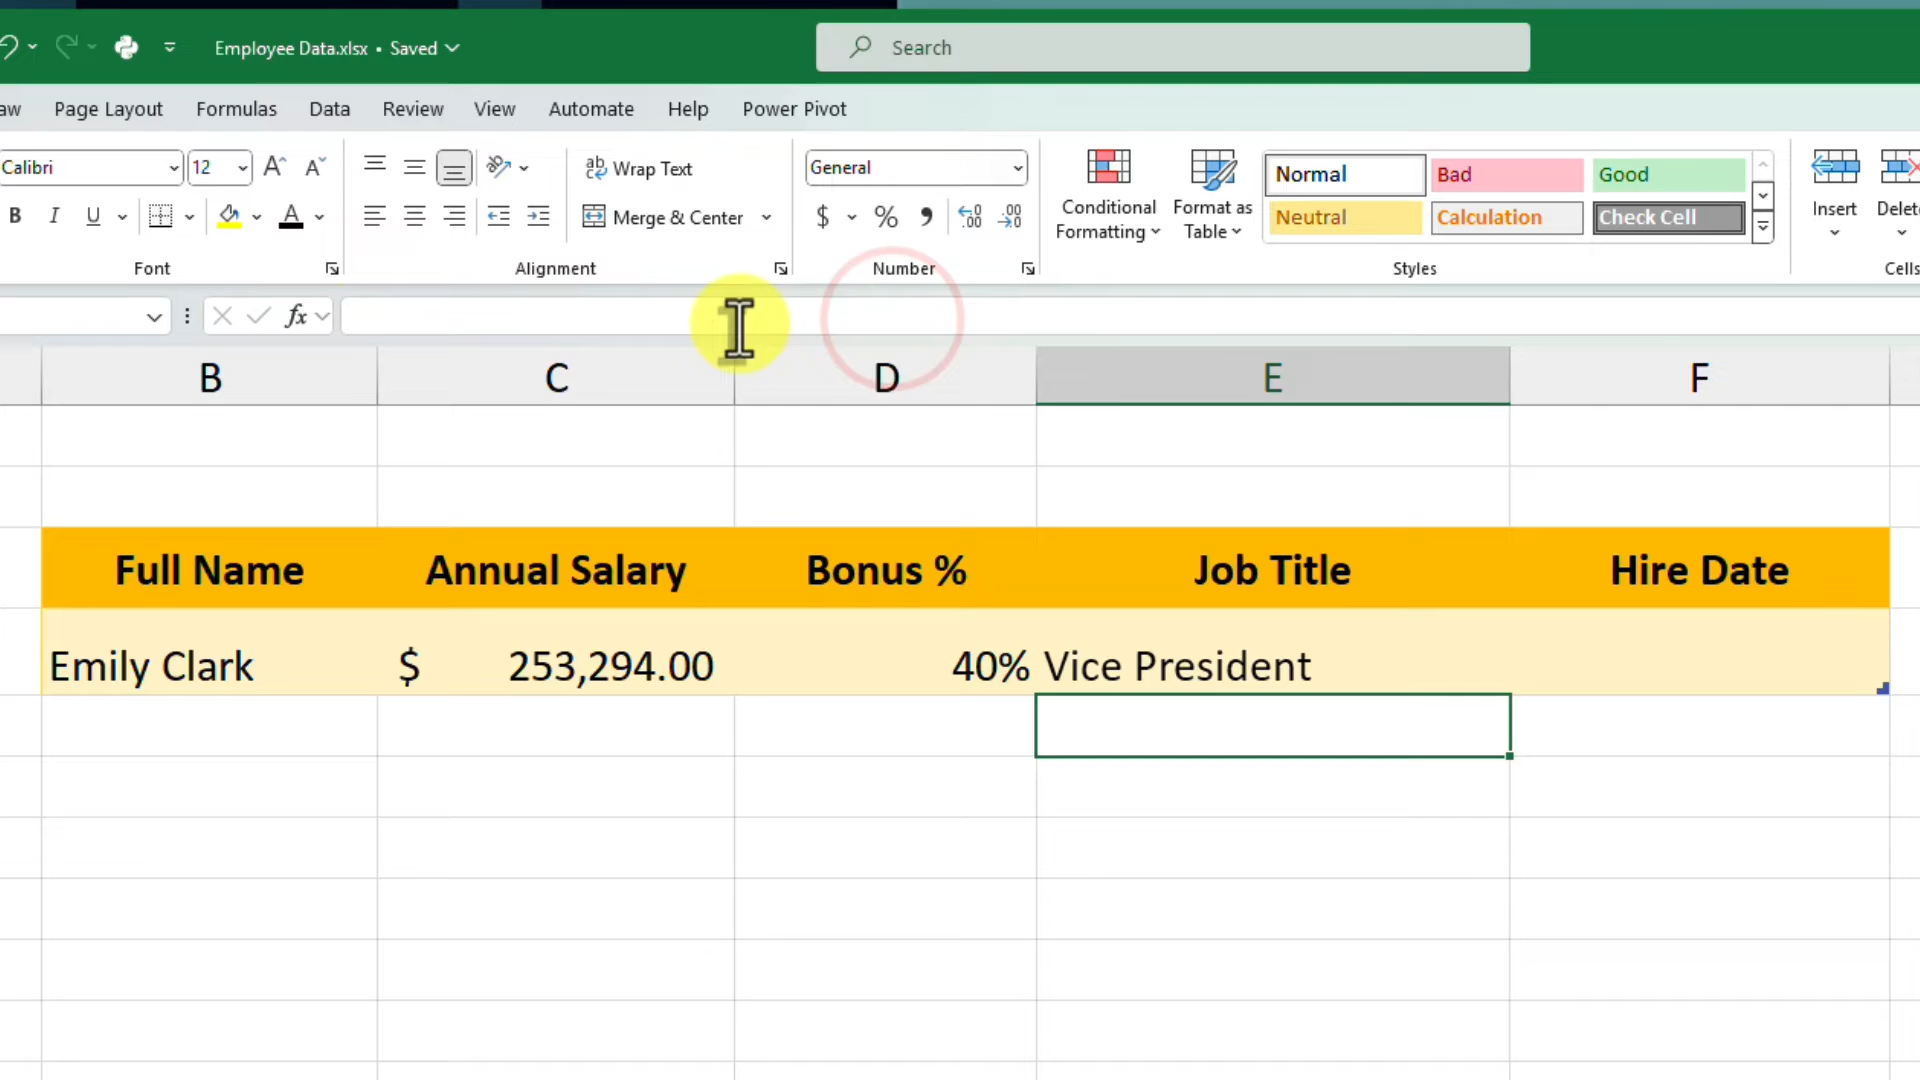 Employee Data.xlsx • Saved
Search
aw Page Layout Formulas Data Review View Automate Help Power Pivot
Calibri 12 A A ab Wrap Text General Conditional Formatting Format as Table Normal Bad Good Insert Delete
B I U A Merge & Center $ % , Neutral Calculation Check Cell
Font Alignment Number Styles Cells
fx
B C D E F
Full Name Annual Salary Bonus % Job Title Hire Date
Emily Clark $ 253,294.00 40% Vice President